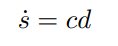 ṡ = cd